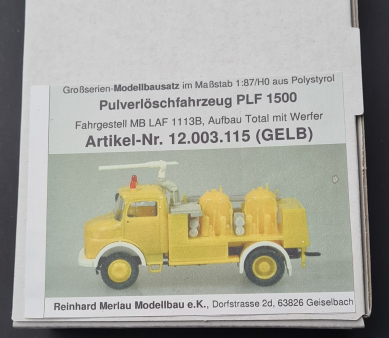 Großserien-Modellbausatz im Maßstab 1:87/H0 aus Polystyrol
Pulverlöschfahrzeug PLF 1500
Fahrgestell MB LAF 1113B, Aufbau Total mit Werfer
Artikel-Nr. 12.003.115 (GELB)
Reinhard Merlau Modellbau e.K., Dorfstrasse 2d, 63826 Geiselbach